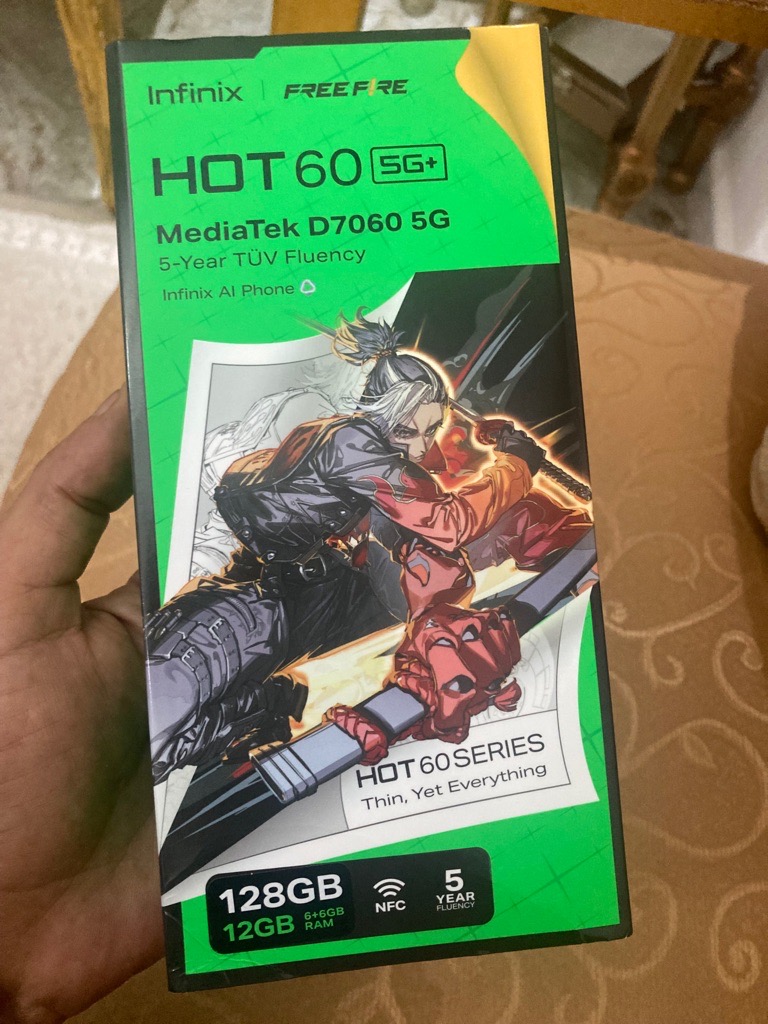 Infinix | FREE FIRE
HOT 60 5G+
MediaTek D7060 5G
5-Year TÜV Fluency
Infinix AI Phone
HOT 60 SERIES
Thin, Yet Everything
128GB
12GB 6+6GB RAM
NFC
5 YEAR FLUENCY